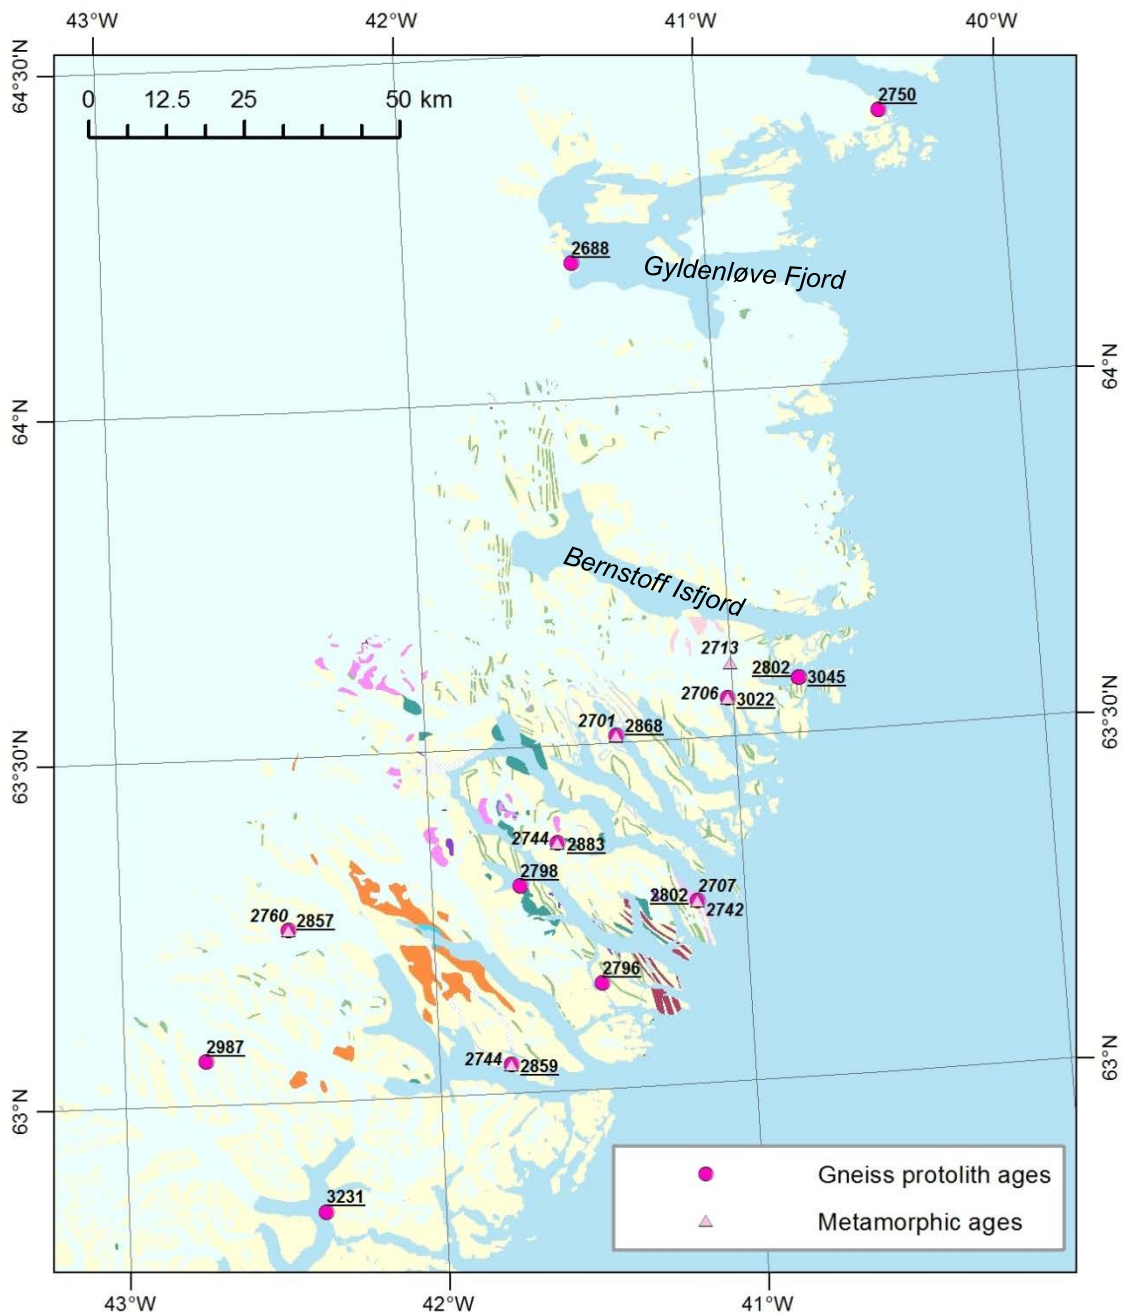 43°W 42°W 41°W 40°W
64°30'N
0 12.5 25 50 km
2750
2688
Gyldenløve Fjord
64°N
64°N
Bernstoff Isfjord
2713
2802 3045
2706 3022
63°30'N
2701 2868
63°30'N
2744 2883
2798
2802 2707
2742
2760 2857
2796
2987
2744 2859
63°N
63°N
3231
Gneiss protolith ages
Metamorphic ages
43°W 42°W 41°W